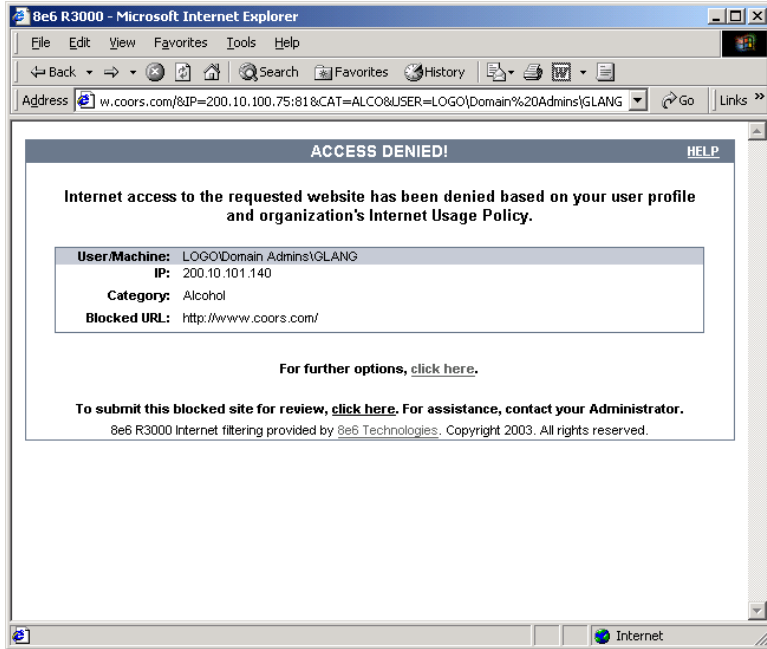 8e6 R3000 - Microsoft Internet Explorer
File Edit View Favorites Tools Help
Back Search Favorites History
Address w.coors.com/&IP=200.10.100.75:81&CAT=ALCO&USER=LOGO\Domain%20Admins\GLANG Go Links »
ACCESS DENIED! HELP
Internet access to the requested website has been denied based on your user profile
and organization's Internet Usage Policy.
User/Machine: LOGO\Domain Admins\GLANG
IP: 200.10.101.140
Category: Alcohol
Blocked URL: http://www.coors.com/
For further options, click here.
To submit this blocked site for review, click here. For assistance, contact your Administrator.
8e6 R3000 Internet filtering provided by 8e6 Technologies. Copyright 2003. All rights reserved.
Internet